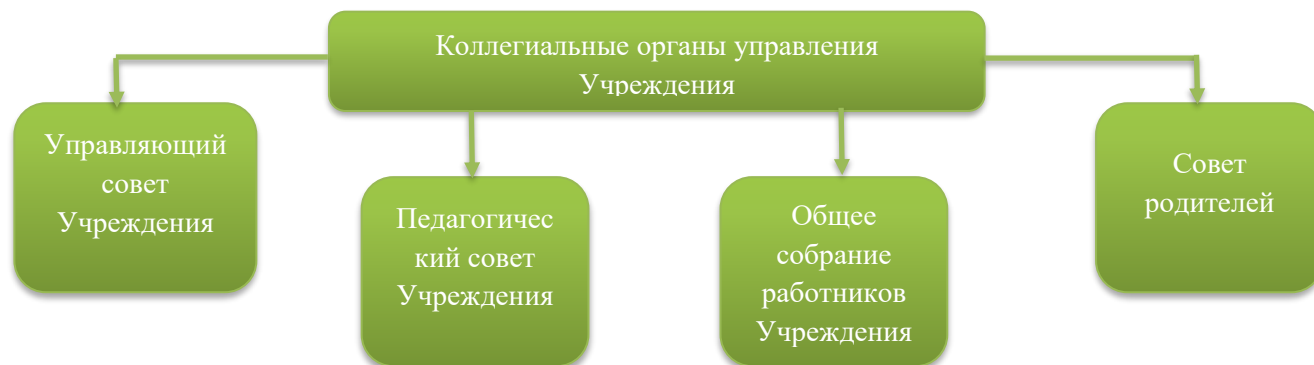 Коллегиальные органы управления
Учреждения
Управляющий
совет
Учреждения
Педагогичес
кий совет
Учреждения
Общее
собрание
работников
Учреждения
Совет
родителей